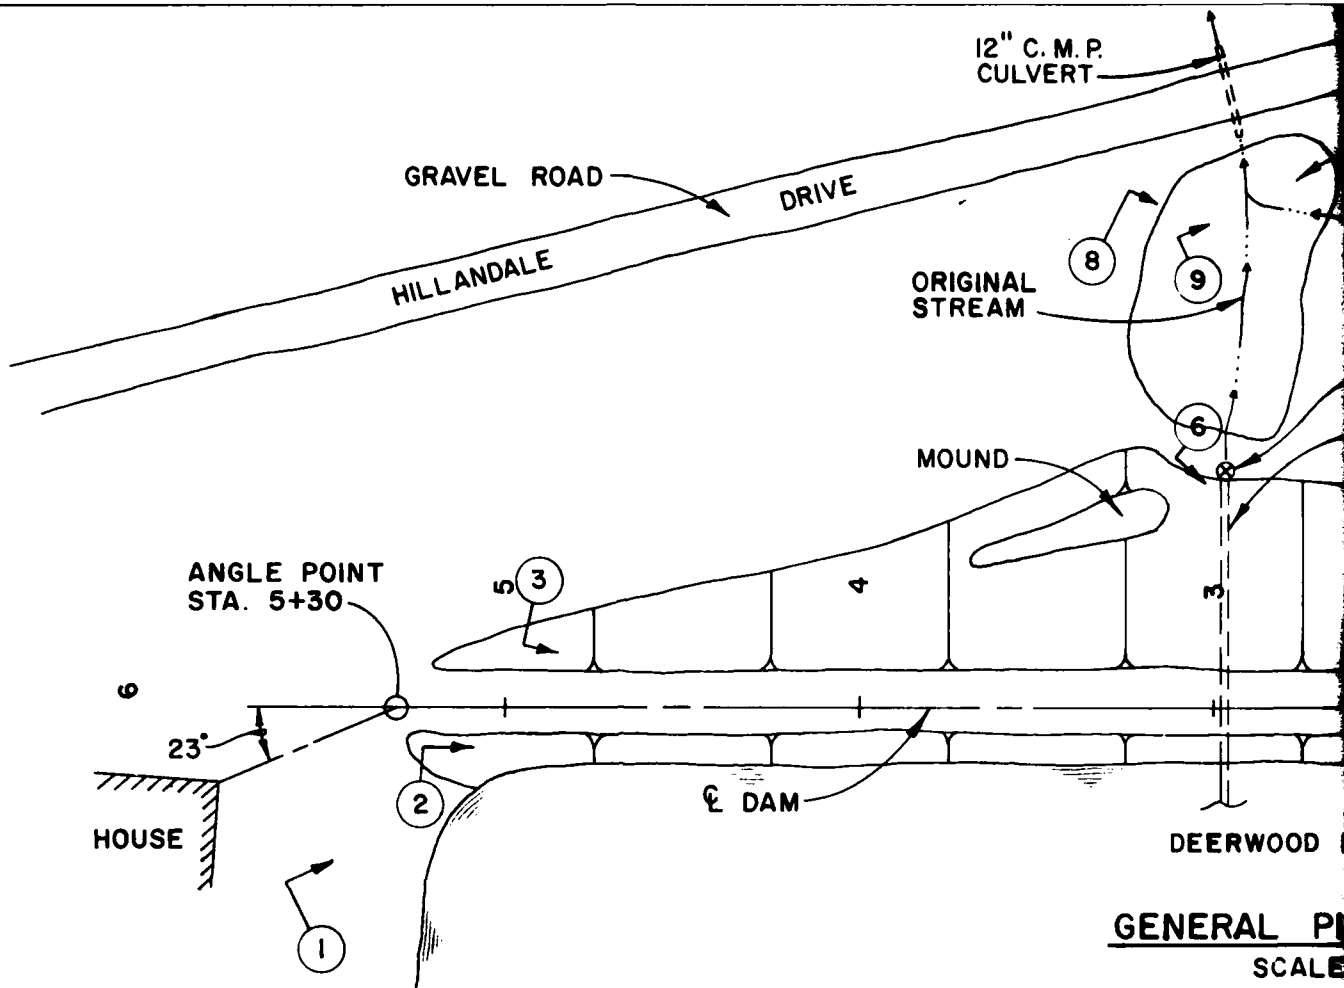 12" C. M. P.
CULVERT
GRAVEL ROAD
DRIVE
HILLANDALE
8
9
ORIGINAL
STREAM
6
MOUND
ANGLE POINT
STA. 5+30
5
3
4
3
6
23°
2
℄ DAM
HOUSE
DEERWOOD
1
GENERAL
SCALE